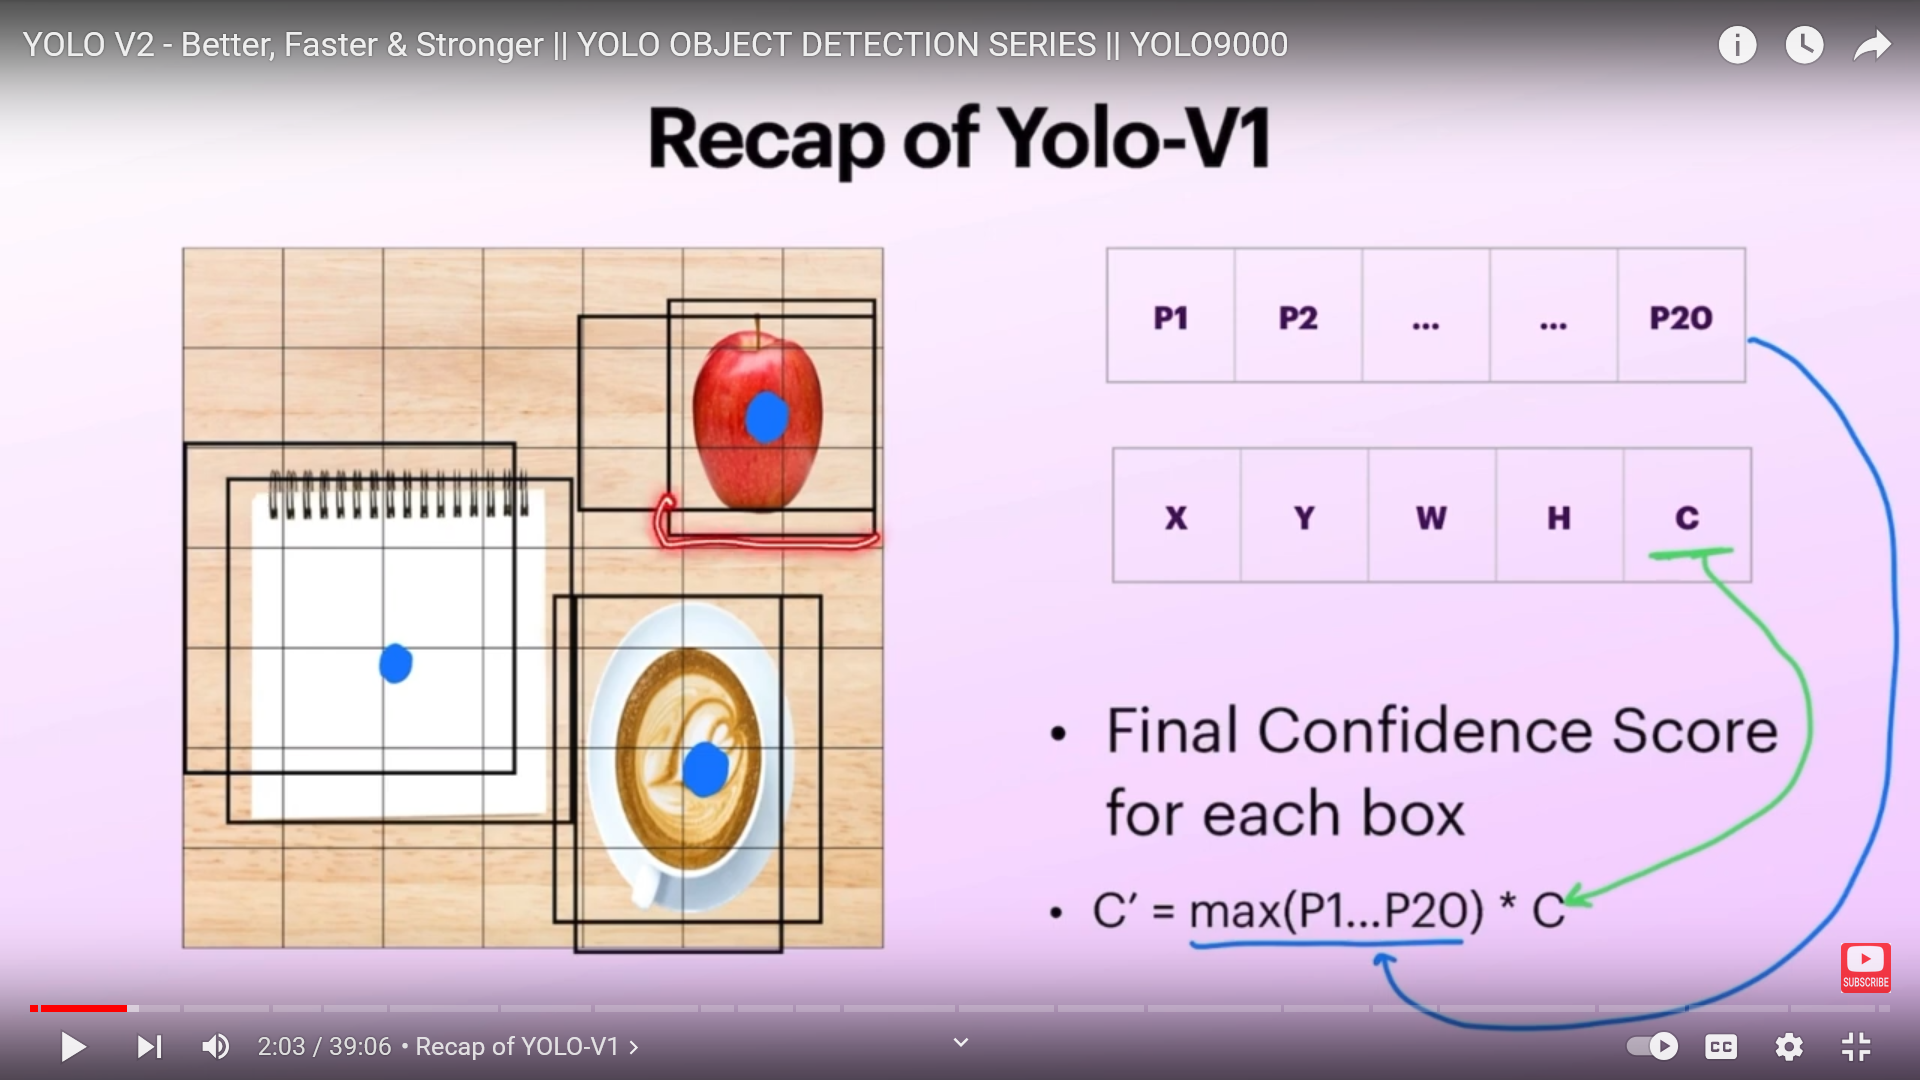 YOLO V2 - Better, Faster & Stronger || YOLO OBJECT DETECTION SERIES || YOLO9000
Recap of Yolo-V1
P1 P2 ... ... P20
X Y W H C
• Final Confidence Score
for each box
• C′ = max(P1...P20) * C
SUBSCRIBE
2:03 / 39:06 • Recap of YOLO-V1 >
CC